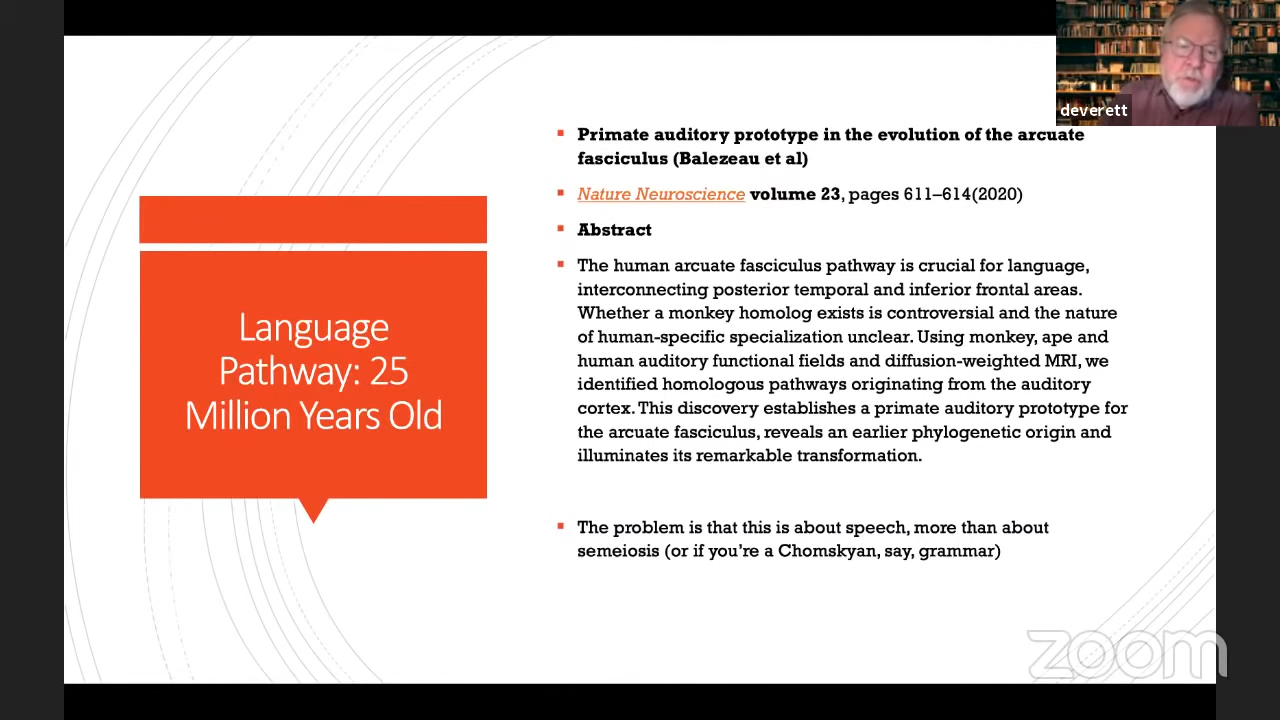 deverett
Primate auditory prototype in the evolution of the arcuate
fasciculus (Balezeau et al)
Nature Neuroscience volume 23, pages 611–614(2020)
Abstract
The human arcuate fasciculus pathway is crucial for language,
interconnecting posterior temporal and inferior frontal areas.
Whether a monkey homolog exists is controversial and the nature
of human-specific specialization unclear. Using monkey, ape and
human auditory functional fields and diffusion-weighted MRI, we
identified homologous pathways originating from the auditory
cortex. This discovery establishes a primate auditory prototype for
the arcuate fasciculus, reveals an earlier phylogenetic origin and
illuminates its remarkable transformation.
The problem is that this is about speech, more than about
semeiosis (or if you're a Chomskyan, say, grammar)
Language
Pathway: 25
Million Years Old
zoom